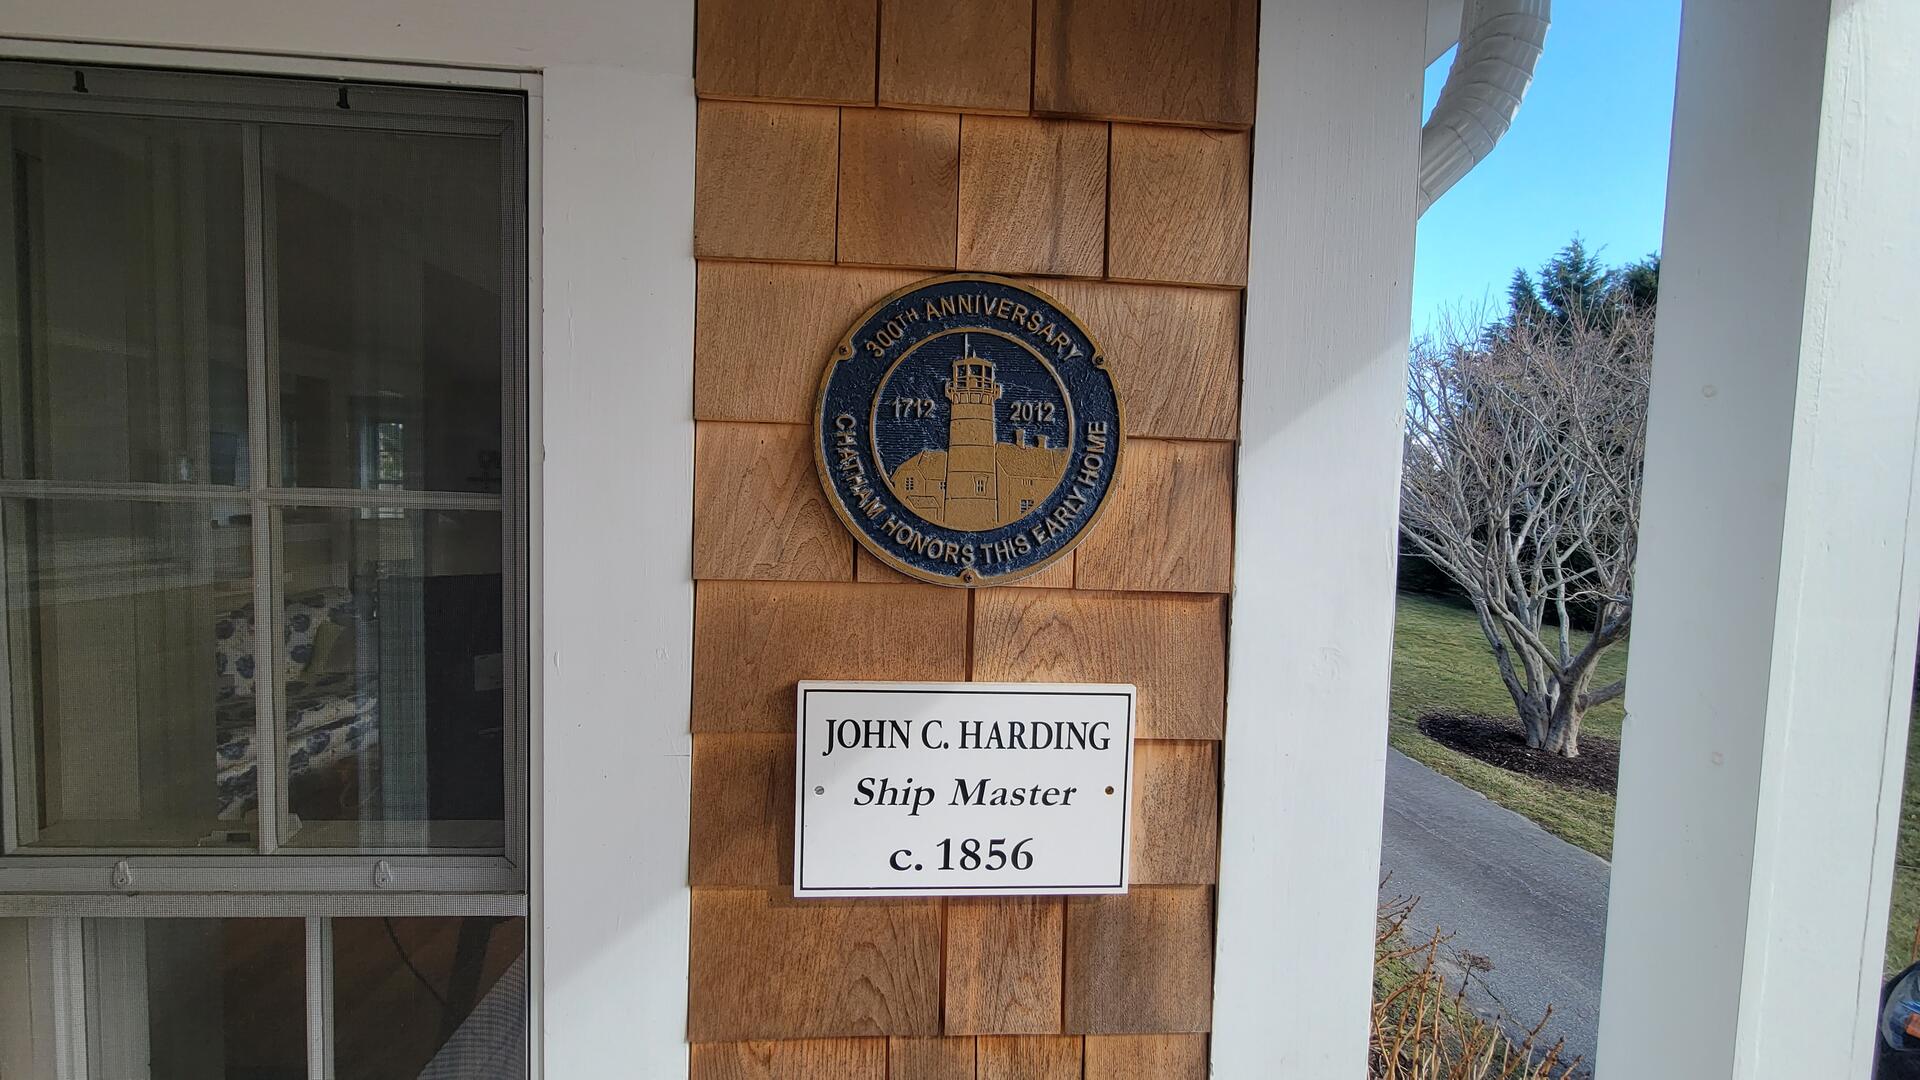 300TH ANNIVERSARY
1712 2012
CHATHAM HONORS THIS EARLY HOME
JOHN C. HARDING
Ship Master
c. 1856